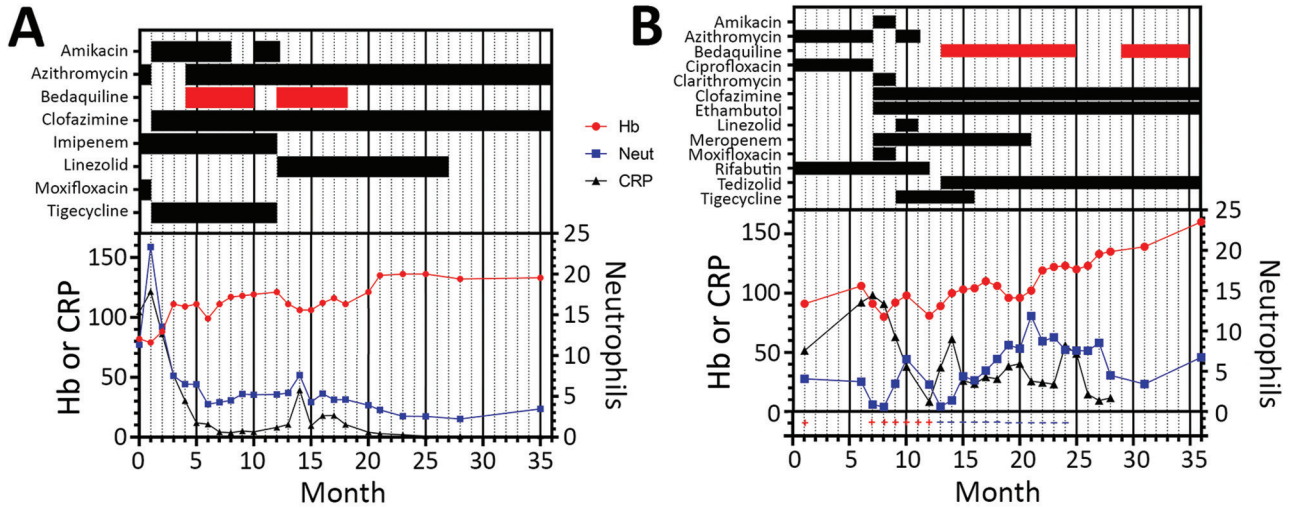 A
Amikacin
Azithromycin
Bedaquiline
Clofazimine
Imipenem
Linezolid
Moxifloxacin
Tigecycline
150
100
50
0
Hb or CRP
25
20
15
10
5
0
Neutrophils
0 5 10 15 20 25 30 35
Month
Hb
Neut
CRP
B
Amikacin
Azithromycin
Bedaquiline
Ciprofloxacin
Clarithromycin
Clofazimine
Ethambutol
Linezolid
Meropenem
Moxifloxacin
Rifabutin
Tedizolid
Tigecycline
150
100
50
0
Hb or CRP
25
20
15
10
5
0
Neutrophils
+ + + + + + + - - - - - - - - - - - -
0 5 10 15 20 25 30 35
Month